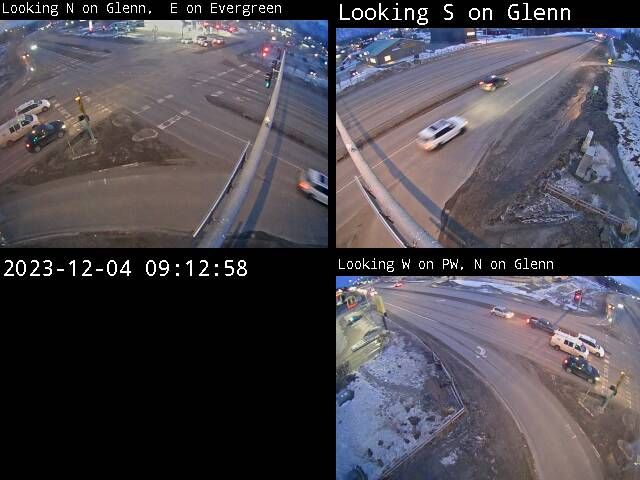 Looking N on Glenn,  E on Evergreen
Looking S on Glenn
2023-12-04 09:12:58
Looking W on PW, N on Glenn